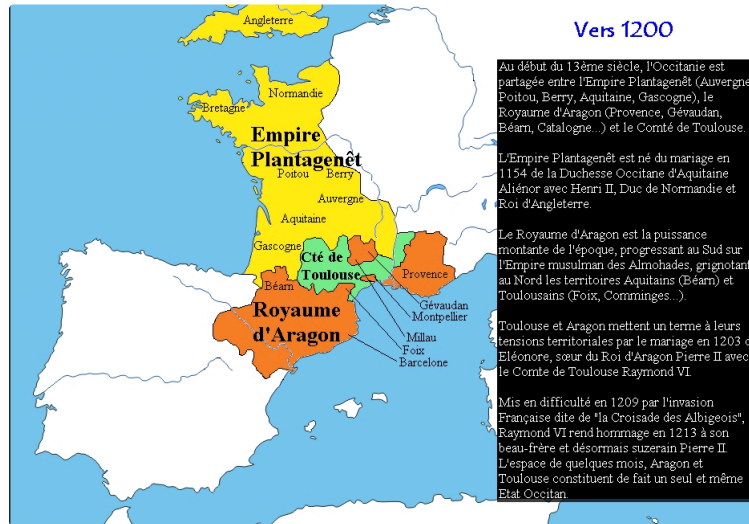 Vers 1200
Angleterre
Normandie
Bretagne
Empire
Plantagenêt
Poitou
Berry
Auvergne
Aquitaine
Gascogne
Cté de
Toulouse
Provence
Béarn
Gévaudan
Montpellier
Royaume
d'Aragon
Millau
Foix
Barcelone
Au début du 13ème siècle, l'Occitanie est
partagée entre l'Empire Plantagenêt (Auvergne
Poitou, Berry, Aquitaine, Gascogne), le
Royaume d'Aragon (Provence, Gévaudan,
Béarn, Catalogne...) et le Comté de Toulouse.
L'Empire Plantagenêt est né du mariage en
1154 de la Duchesse Occitane d'Aquitaine
Aliénor avec Henri II, Duc de Normandie et
Roi d'Angleterre.
Le Royaume d'Aragon est la puissance
montante de l'époque, progressant au Sud sur
l'Empire musulman des Almohades, grignotant
au Nord les territoires Aquitains (Béarn) et
Toulousains (Foix, Comminges...).
Toulouse et Aragon mettent un terme à leurs
tensions territoriales par le mariage en 1203 d
Eléonore, sœur du Roi d'Aragon Pierre II avec
le Comte de Toulouse Raymond VI.
Mis en difficulté en 1209 par l'invasion
Française dite de "la Croisade des Albigeois",
Raymond VI rend hommage en 1213 à son
beau-frère et désormais suzerain Pierre II.
L'espace de quelques mois, Aragon et
Toulouse constituent de fait un seul et même
Etat Occitan.